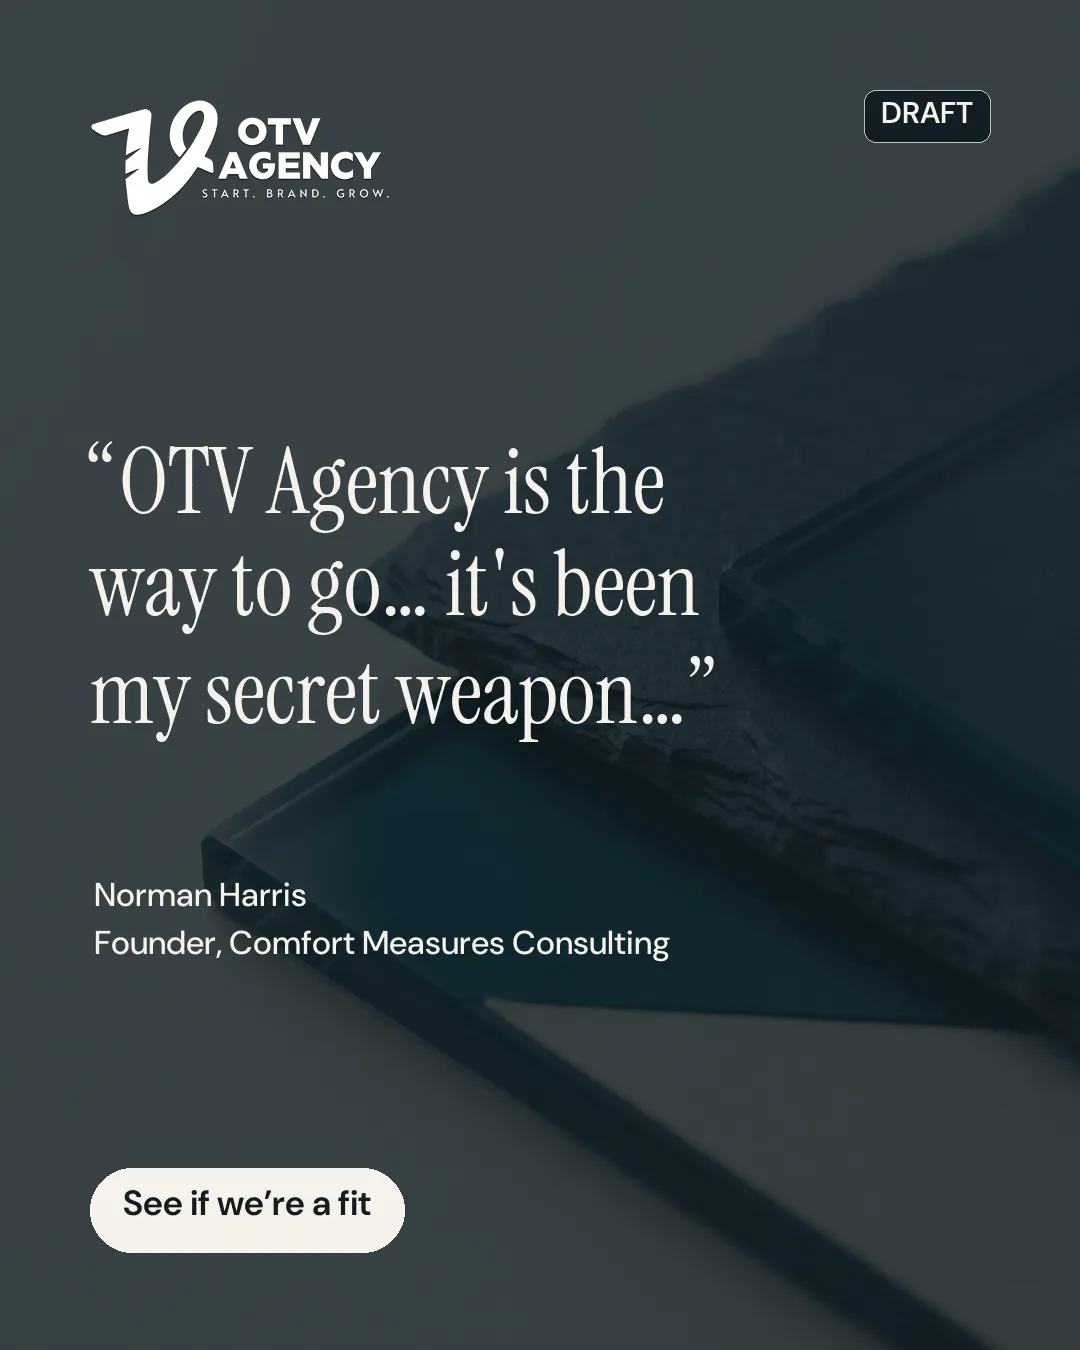 OTV
AGENCY
START. BRAND. GROW.
DRAFT
“OTV Agency is the
way to go... it's been
my secret weapon...”
Norman Harris
Founder, Comfort Measures Consulting
See if we’re a fit